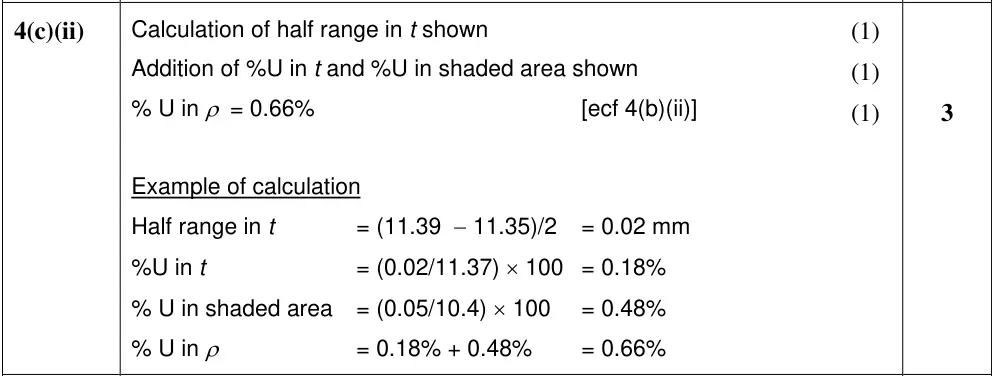 4(c)(ii) Calculation of half range in t shown (1)
Addition of %U in t and %U in shaded area shown (1)
% U in ρ = 0.66% [ecf 4(b)(ii)] (1) 3
Example of calculation
Half range in t = (11.39 – 11.35)/2 = 0.02 mm
%U in t = (0.02/11.37) × 100 = 0.18%
% U in shaded area = (0.05/10.4) × 100 = 0.48%
% U in ρ = 0.18% + 0.48% = 0.66%